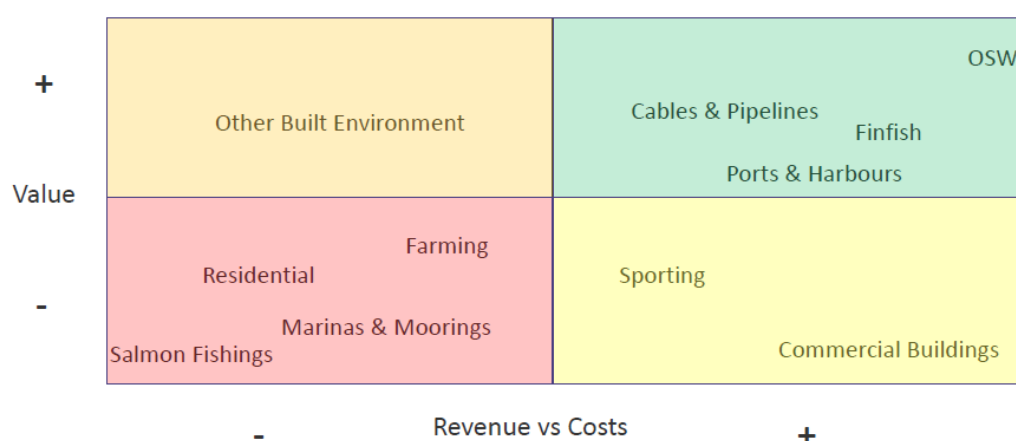 OSW
+
Cables & Pipelines
Other Built Environment
Finfish
Ports & Harbours
Value
Farming
Residential
Sporting
-
Marinas & Moorings
Salmon Fishings
Commercial Buildings
- Revenue vs Costs +